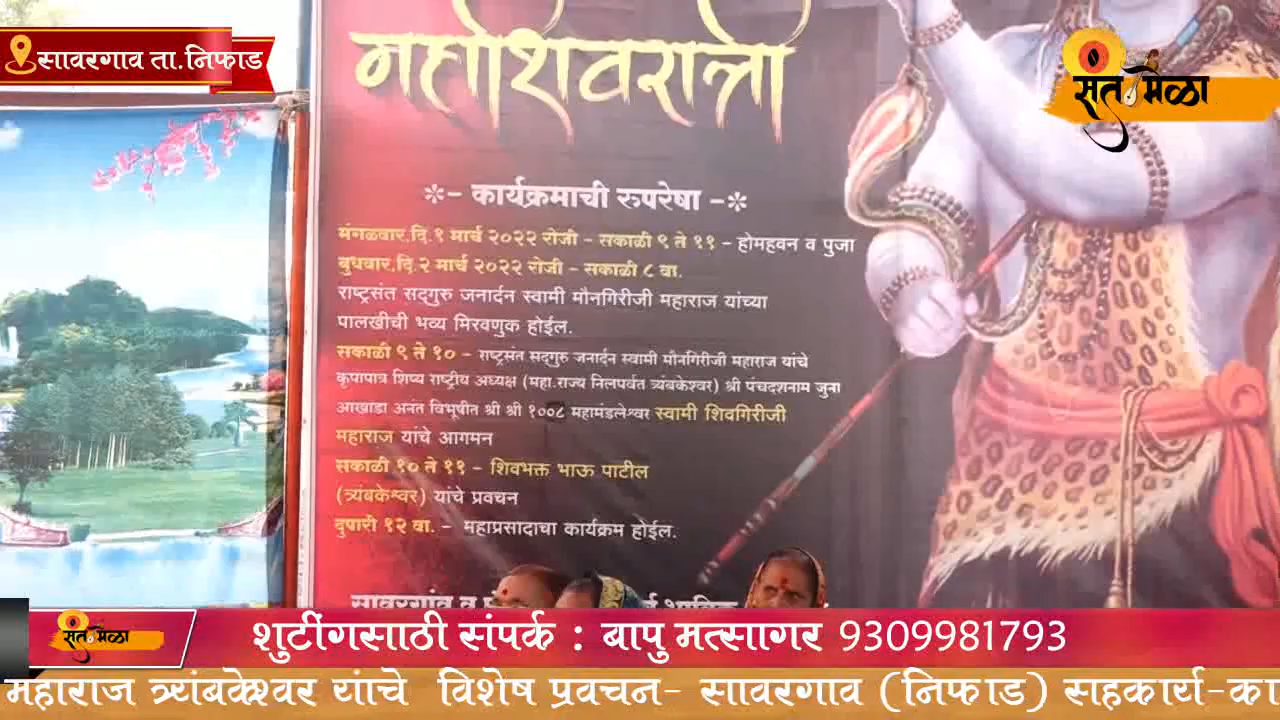 सावरगाव ता.निफाड
महाशिवरात्री
संत मेळा
✲- कार्यक्रमाची रुपरेषा -✲
मंगळवार.दि.१ मार्च २०२२ रोजी - सकाळी ९ ते ११ - होमहवन व पुजा
बुधवार.दि.२ मार्च २०२२ रोजी - सकाळी ८ वा.
राष्ट्रसंत सद्‌गुरु जनार्दन स्वामी मौनगिरीजी महाराज यांच्या
पालखीची भव्य मिरवणुक होईल.
सकाळी ९ ते १० - राष्ट्रसंत सद्‌गुरु जनार्दन स्वामी मौनगिरीजी महाराज यांचे
कृपापात्र शिष्य राष्ट्रीय अध्यक्ष (महा.राज्य निलपर्वत त्र्यंबकेश्वर) श्री पंचदशनाम जुना
आखाडा अनंत विभूषीत श्री श्री १००८ महामंडलेश्वर स्वामी शिवगिरीजी
महाराज यांचे आगमन
सकाळी १० ते ११ - शिवभक्त भाऊ पाटील
(त्र्यंबकेश्वर) यांचे प्रवचन
दुपारी १२ वा. - महाप्रसादाचा कार्यक्रम होईल.
सावरगांव व
संत मेळा
शुटींगसाठी संपर्क : बापु मत्सागर 9309981793
महाराज त्र्यंबकेश्वर यांचे विशेष प्रवचन- सावरगाव (निफाड) सहकार्य-का